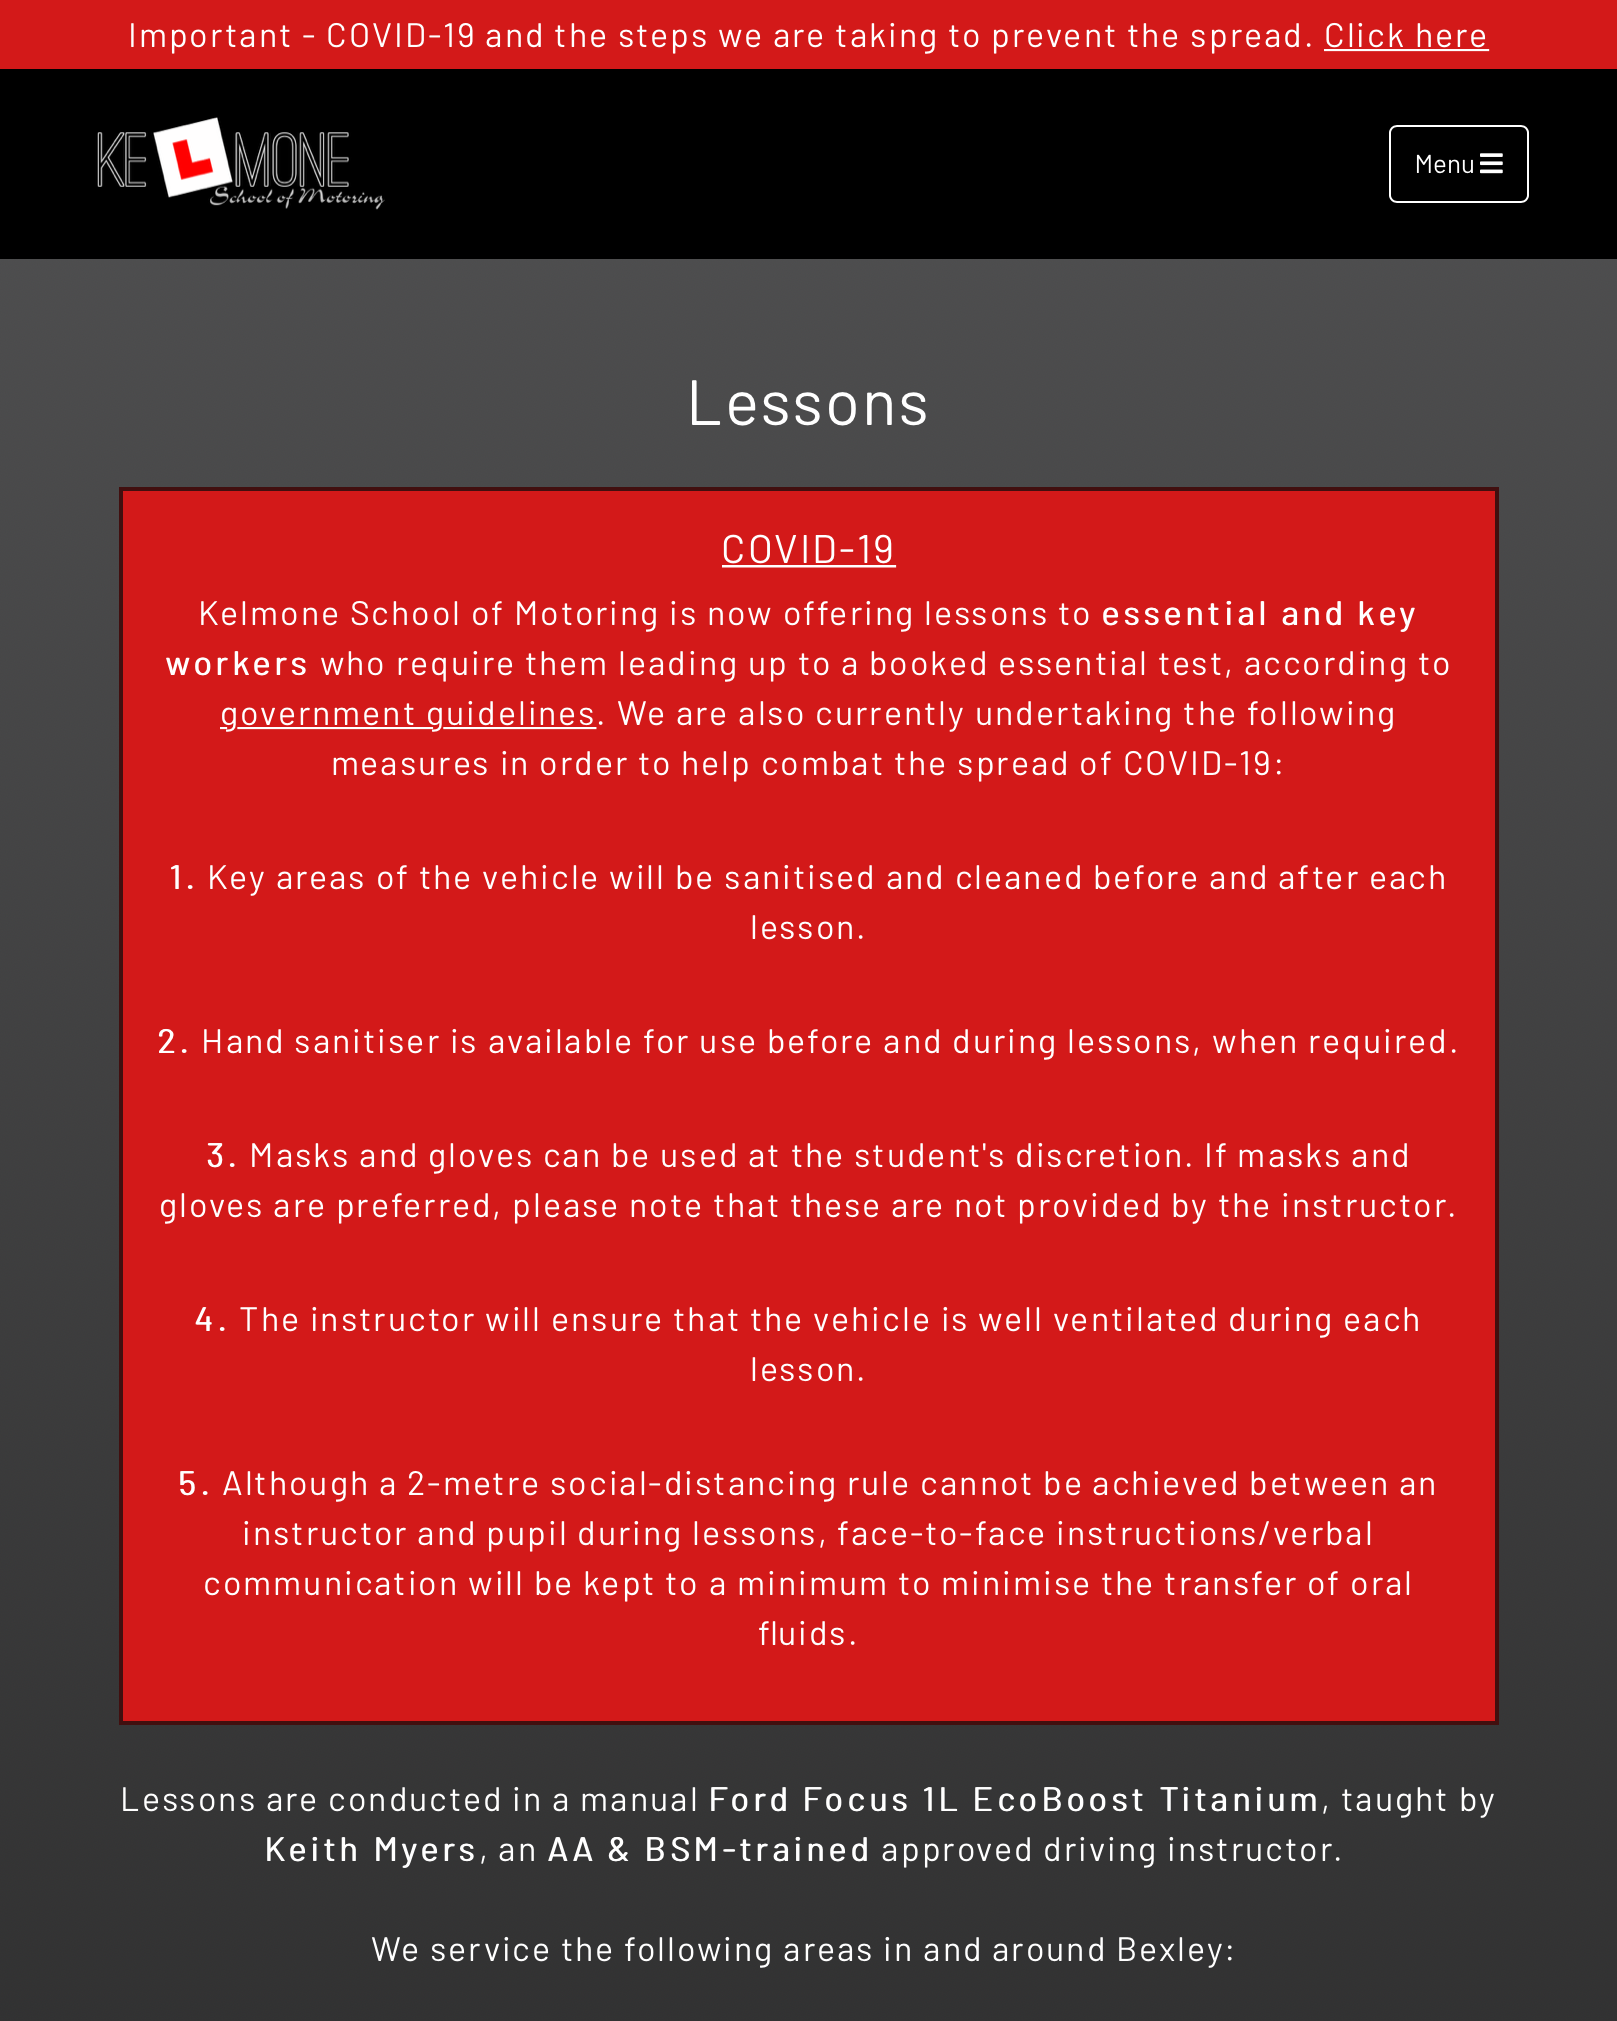 Important - COVID-19 and the steps we are taking to prevent the spread. Click here
KELMONE
School of Motoring
Menu
Lessons
COVID-19
Kelmone School of Motoring is now offering lessons to essential and key
workers who require them leading up to a booked essential test, according to
government guidelines. We are also currently undertaking the following
measures in order to help combat the spread of COVID-19:
1. Key areas of the vehicle will be sanitised and cleaned before and after each
lesson.
2. Hand sanitiser is available for use before and during lessons, when required.
3. Masks and gloves can be used at the student's discretion. If masks and
gloves are preferred, please note that these are not provided by the instructor.
4. The instructor will ensure that the vehicle is well ventilated during each
lesson.
5. Although a 2-metre social-distancing rule cannot be achieved between an
instructor and pupil during lessons, face-to-face instructions/verbal
communication will be kept to a minimum to minimise the transfer of oral
fluids.
Lessons are conducted in a manual Ford Focus 1L EcoBoost Titanium, taught by
Keith Myers, an AA & BSM-trained approved driving instructor.
We service the following areas in and around Bexley: